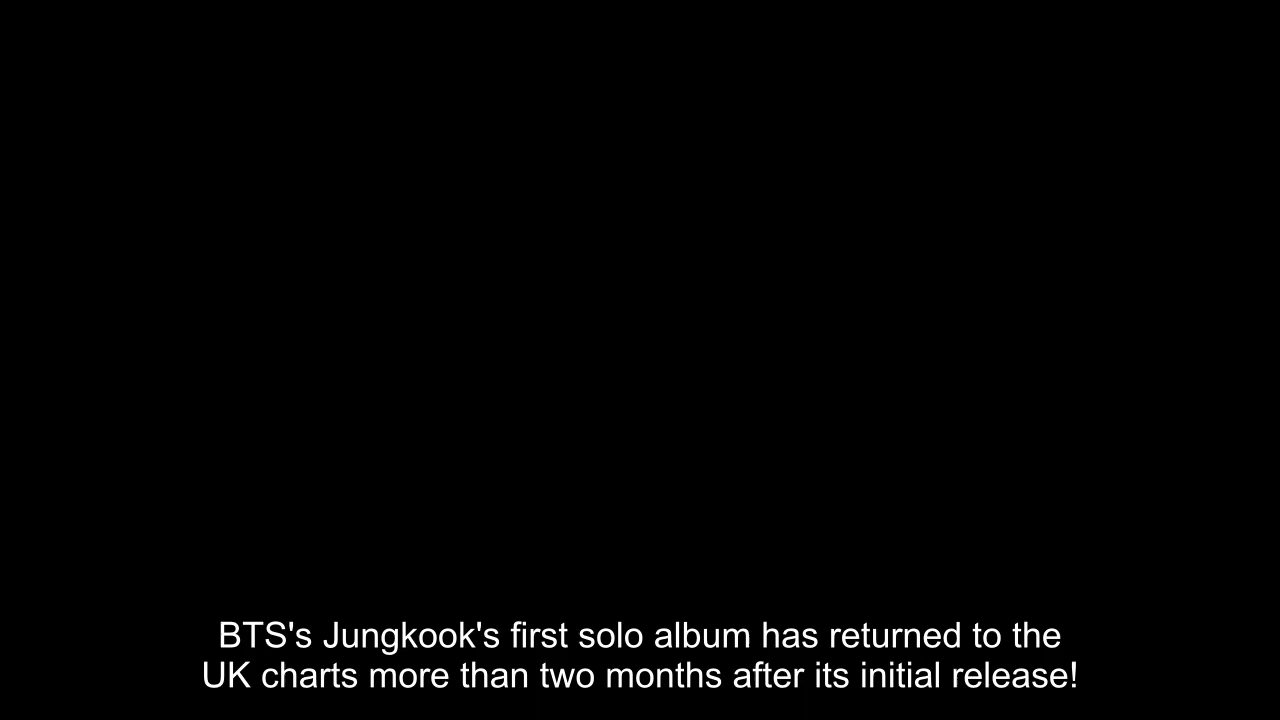 BTS's Jungkook's first solo album has returned to the
UK charts more than two months after its initial release!